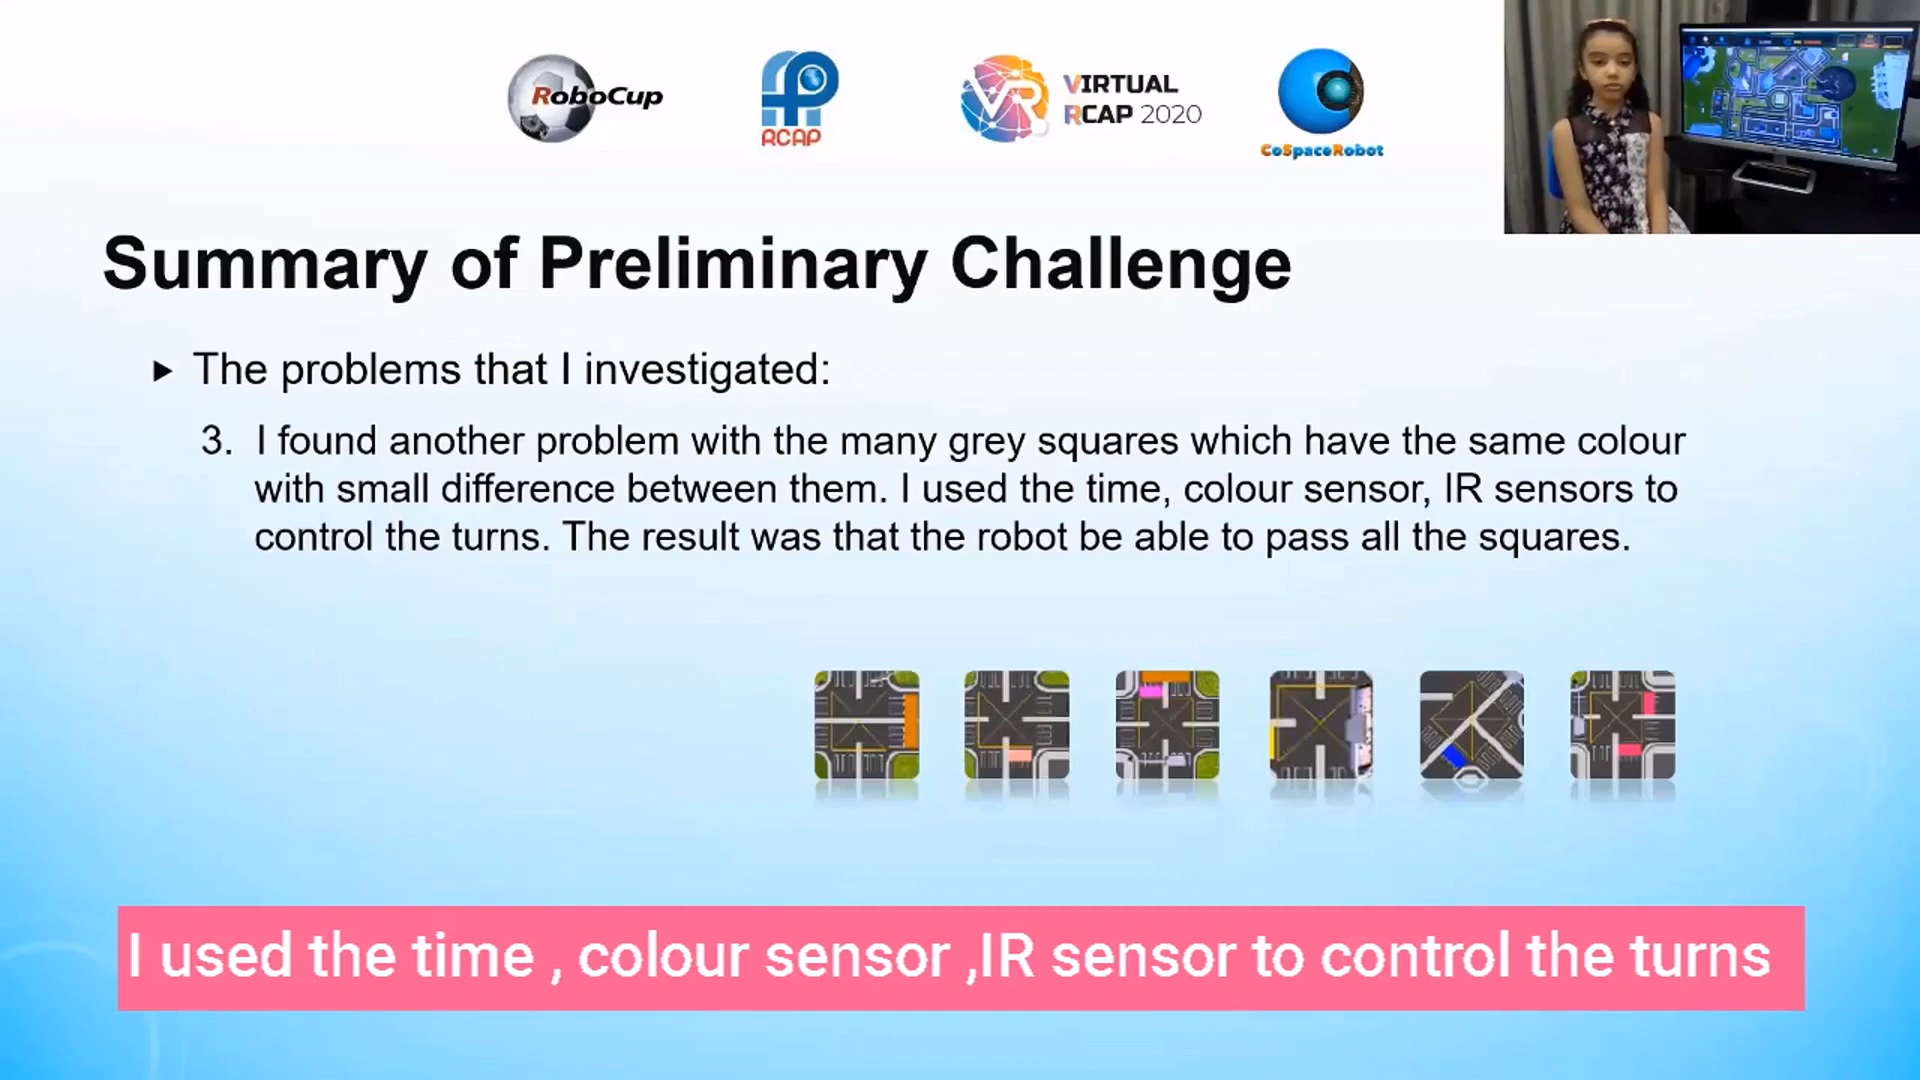 RoboCup
RCAP
VIRTUAL
RCAP 2020
CoSpaceRobot
Summary of Preliminary Challenge
The problems that I investigated:
3. I found another problem with the many grey squares which have the same colour
with small difference between them. I used the time, colour sensor, IR sensors to
control the turns. The result was that the robot be able to pass all the squares.
I used the time , colour sensor ,IR sensor to control the turns